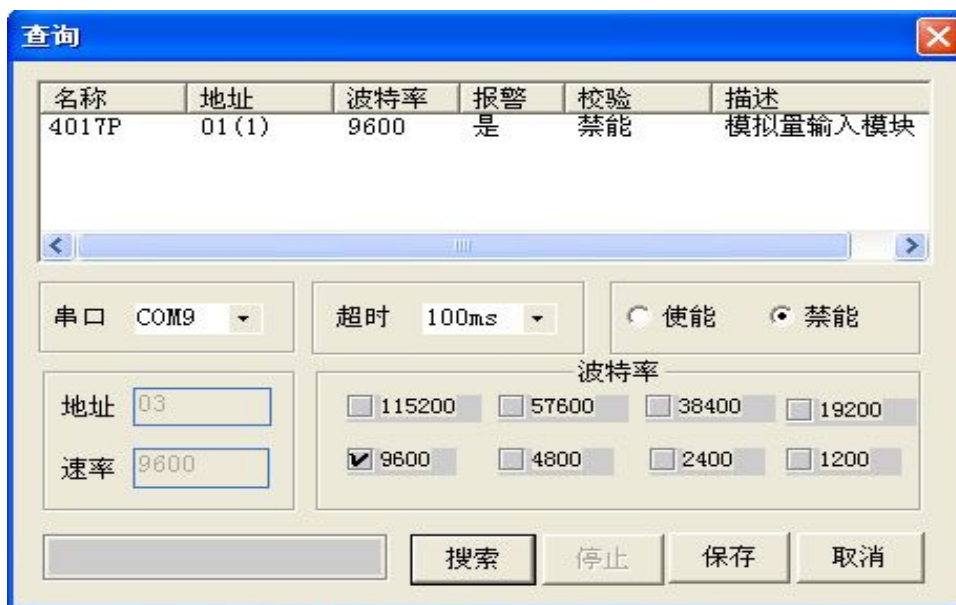 查询
名称 地址 波特率 报警 校验 描述
4017P 01(1) 9600 是 禁能 模拟量输入模块
串口 COM9 超时 100ms 使能 禁能
波特率
地址 03 115200 57600 38400 19200
速率 9600 9600 4800 2400 1200
搜索 停止 保存 取消